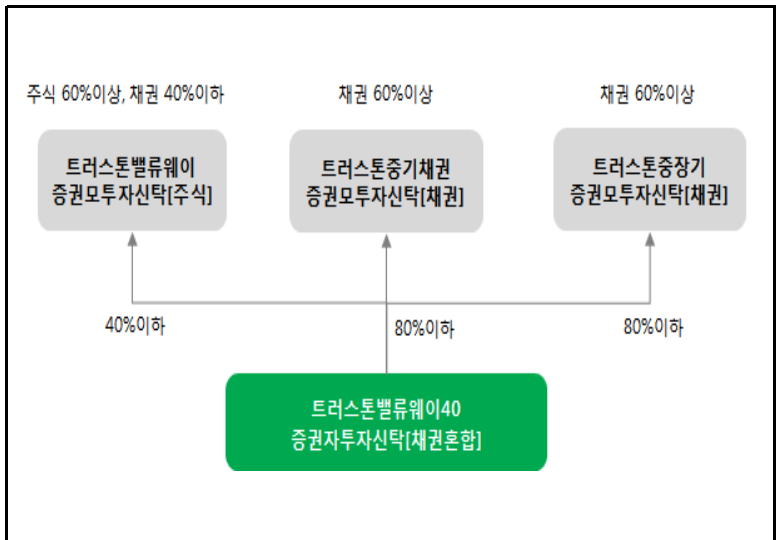 주식 60%이상, 채권 40%이하
채권 60%이상
채권 60%이상
트러스톤밸류웨이
증권모투자신탁[주식]
트러스톤중기채권
증권모투자신탁[채권]
트러스톤중장기
증권모투자신탁[채권]
40%이하
80%이하
80%이하
트러스톤밸류웨이40
증권자투자신탁[채권혼합]